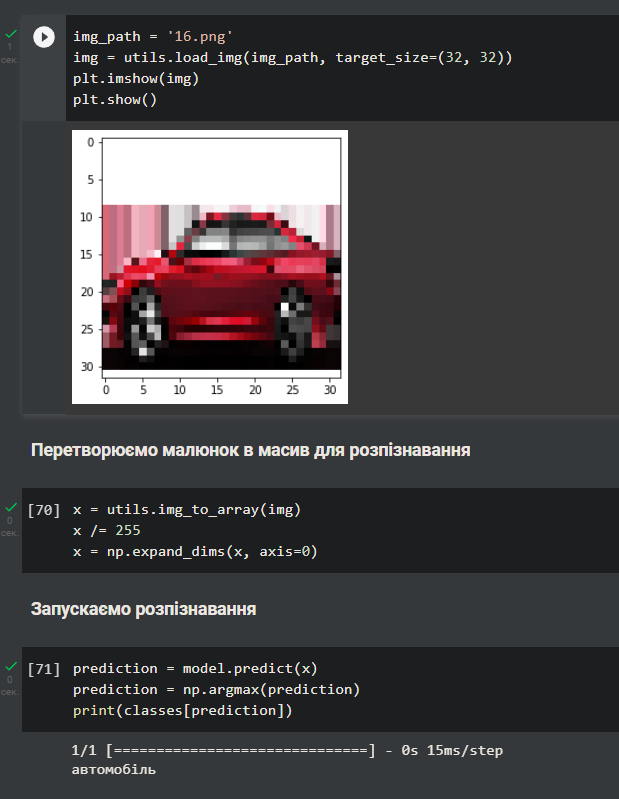 1
сек.
img_path = '16.png'
img = utils.load_img(img_path, target_size=(32, 32))
plt.imshow(img)
plt.show()
0
5
10
15
20
25
30
0 5 10 15 20 25 30
Перетворюємо малюнок в масив для розпізнавання
0
сек.
[70] x = utils.img_to_array(img)
x /= 255
x = np.expand_dims(x, axis=0)
Запускаємо розпізнавання
0
сек.
[71] prediction = model.predict(x)
prediction = np.argmax(prediction)
print(classes[prediction])
1/1 [==============================] - 0s 15ms/step
автомобіль